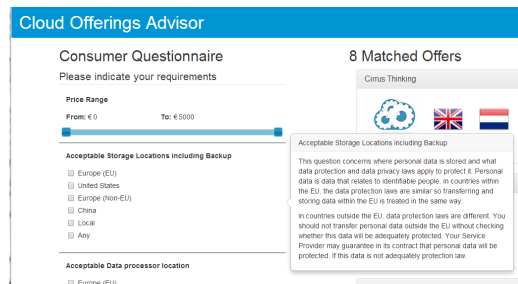 Cloud Offerings Advisor
Consumer Questionnaire
Please indicate your requirements
Price Range
From: € 0 To: € 5000
Acceptable Storage Locations including Backup
Europe (EU)
United States
Europe (Non-EU)
China
Local
Any
Acceptable Data processor location
Europe (EU)
8 Matched Offers
Cirrus Thinking
Acceptable Storage Locations including Backup
This question concerns where personal data is stored and what
data protection and data privacy laws apply to protect it. Personal
data is data that relates to identifiable people. In countries within
the EU, the data protection laws are similar so transferring and
storing data within the EU is treated in the same way.
In countries outside the EU, data protection laws are different. You
should not transfer personal data outside the EU without checking
whether this data will be adequately protected. Your Service
Provider may guarantee in its contract that personal data will be
protected. If this data is not adequately protection law